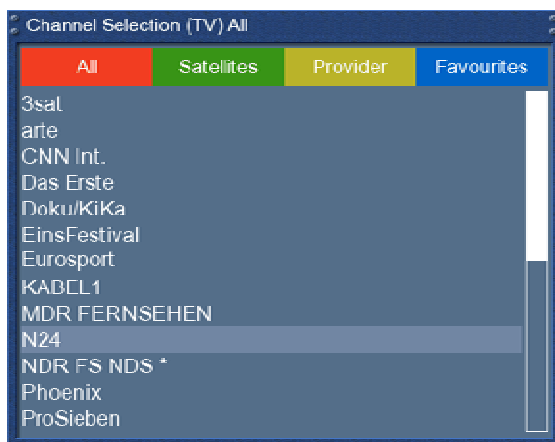 Channel Selection (TV) All
All Satellites Provider Favourites
3sat
arte
CNN Int.
Das Erste
Doku/KiKa
EinsFestival
Eurosport
KABEL1
MDR FERNSEHEN
N24
NDR FS NDS *
Phoenix
ProSieben